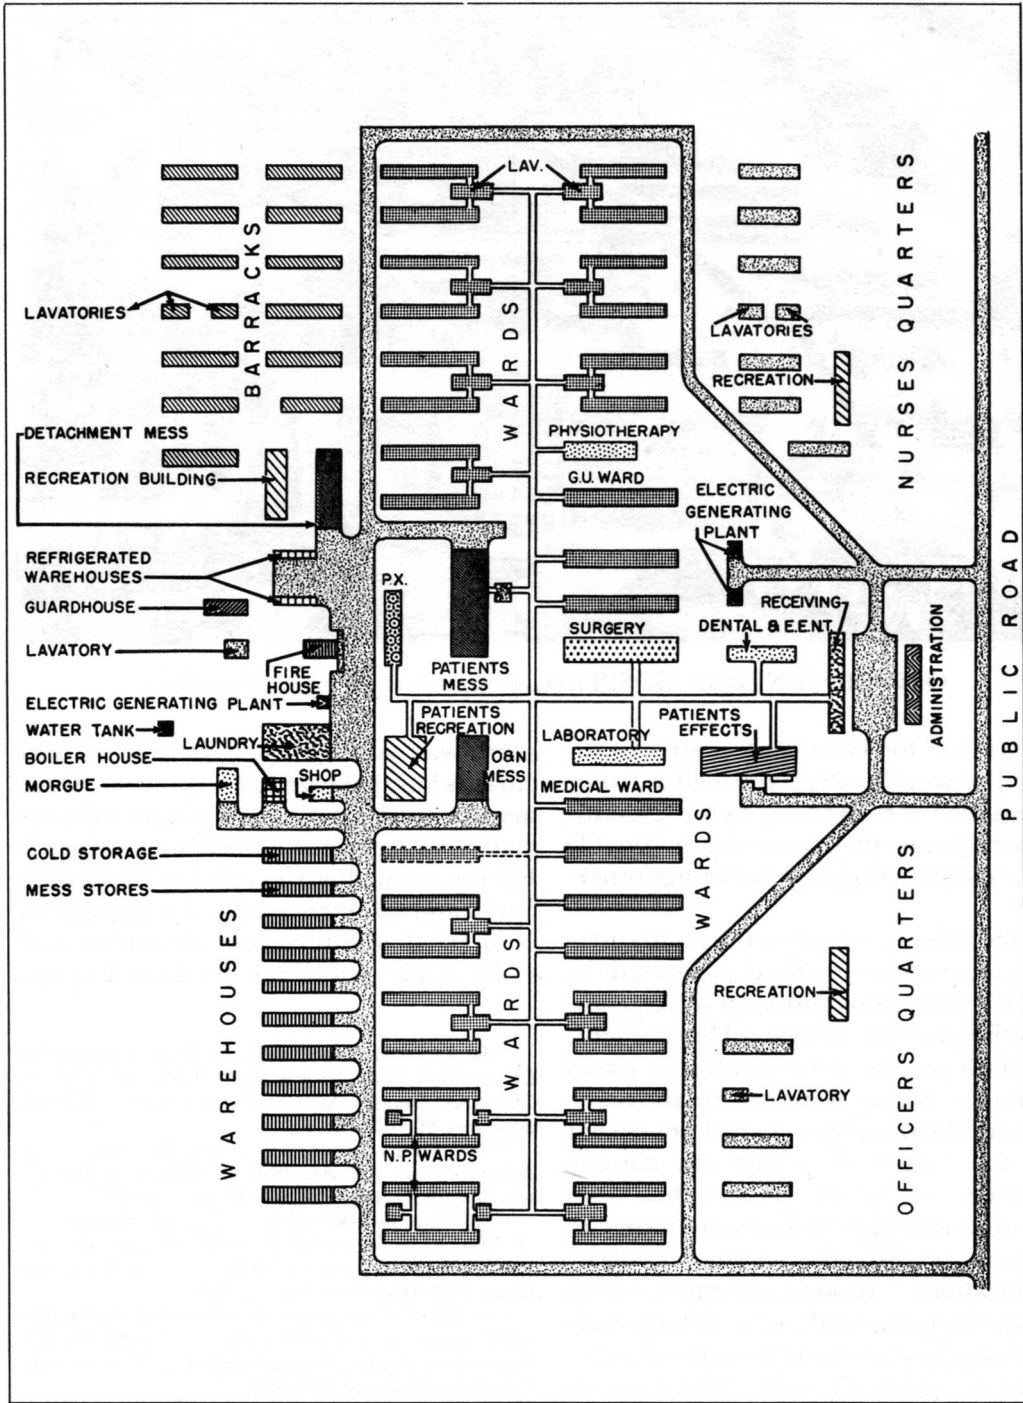 LAV.
NURSES QUARTERS
BARRACKS
LAVATORIES
WARDS
LAVATORIES
RECREATION
DETACHMENT MESS
PHYSIOTHERAPY
RECREATION BUILDING
G.U. WARD
ELECTRIC
GENERATING
PLANT
PUBLIC ROAD
REFRIGERATED
WAREHOUSES
P.X.
GUARDHOUSE
RECEIVING
SURGERY
DENTAL & E.E.N.T.
LAVATORY
FIRE
HOUSE
PATIENTS
MESS
ADMINISTRATION
ELECTRIC GENERATING PLANT
PATIENTS
RECREATION
PATIENTS
EFFECTS
WATER TANK
LAUNDRY
LABORATORY
BOILER HOUSE
O&N
MESS
MORGUE
SHOP
MEDICAL WARD
WARDS
COLD STORAGE
MESS STORES
WAREHOUSES
WARDS
OFFICERS QUARTERS
RECREATION
LAVATORY
N.P. WARDS